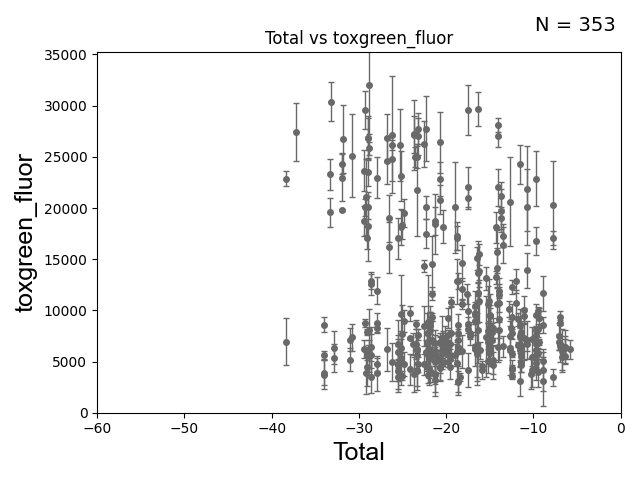 N = 353
Total vs toxgreen_fluor
35000
30000
25000
20000
15000
10000
5000
0
toxgreen_fluor
−60 −50 −40 −30 −20 −10 0
Total